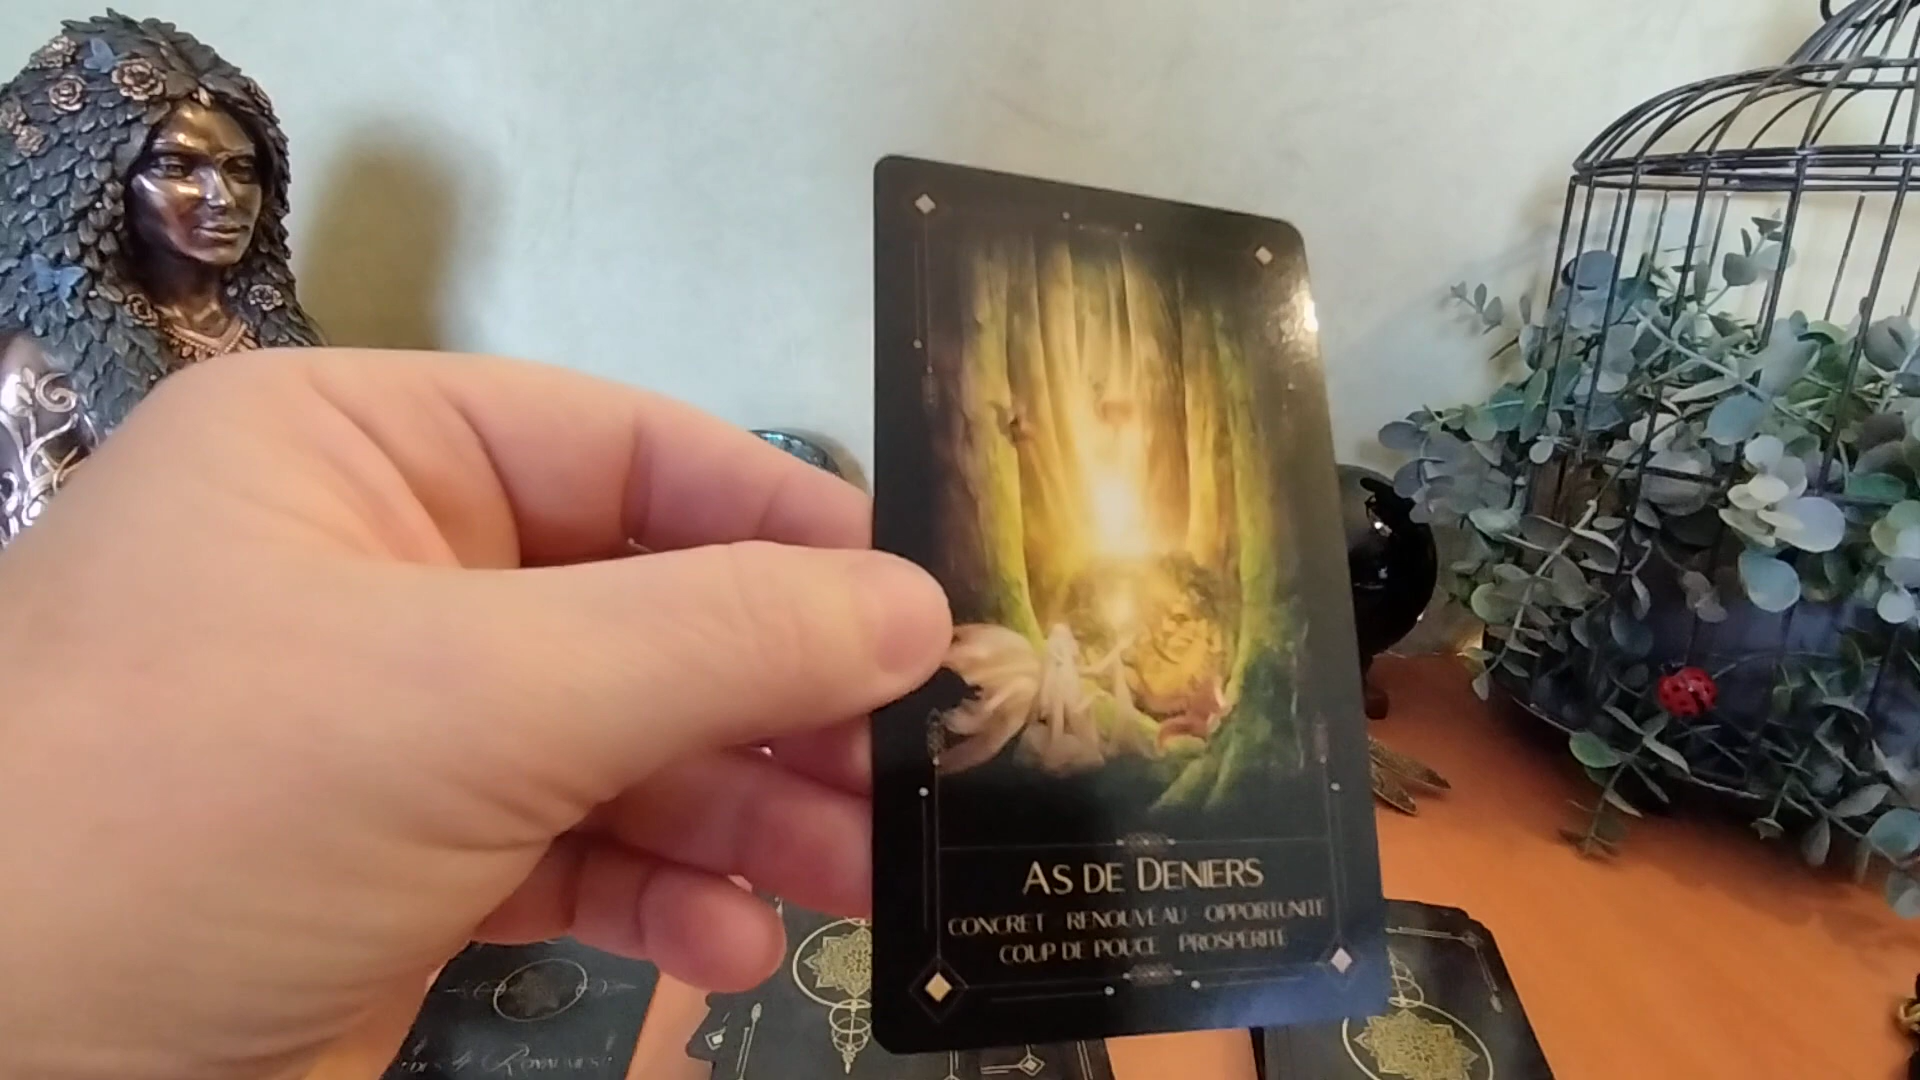 As de Deniers
Concret Renouveau - Opportunité
Coup de pouce Prospérité